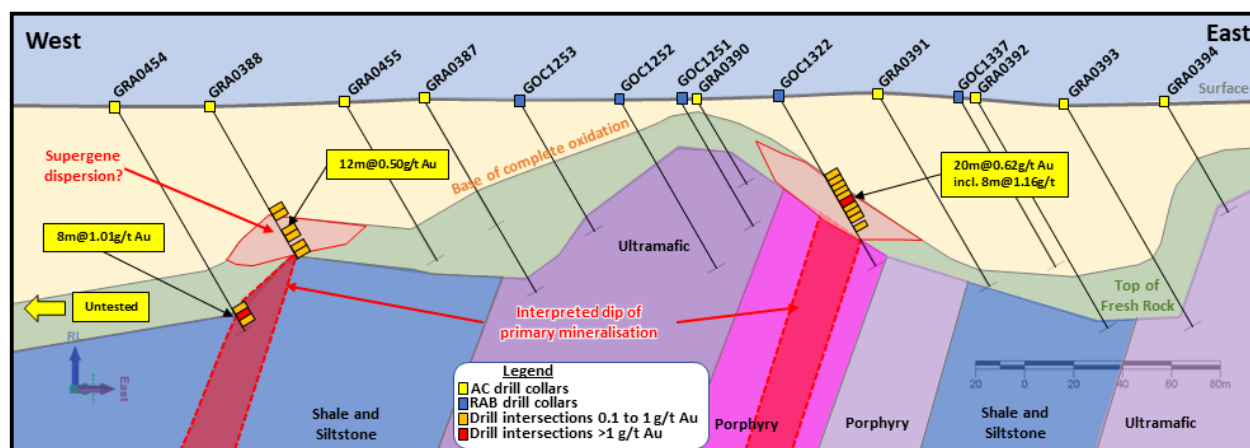 West
East
GRA0454
GRA0388
GRA0455
GRA0387
GOC1253
GOC1252
GOC1251
GRA0390
GOC1322
GRA0391
GOC1337
GRA0392
GRA0393
GRA0394
Surface
Supergene
dispersion?
12m@0.50g/t Au
Base of complete oxidation
20m@0.62g/t Au
incl. 8m@1.16g/t
8m@1.01g/t Au
Ultramafic
Untested
Interpreted dip of
primary mineralisation
Top of
Fresh Rock
RL
East
Legend
AC drill collars
RAB drill collars
Drill intersections 0.1 to 1 g/t Au
Drill intersections >1 g/t Au
20 0 20 40 60 80m
Shale and
Siltstone
Porphyry
Porphyry
Shale and
Siltstone
Ultramafic